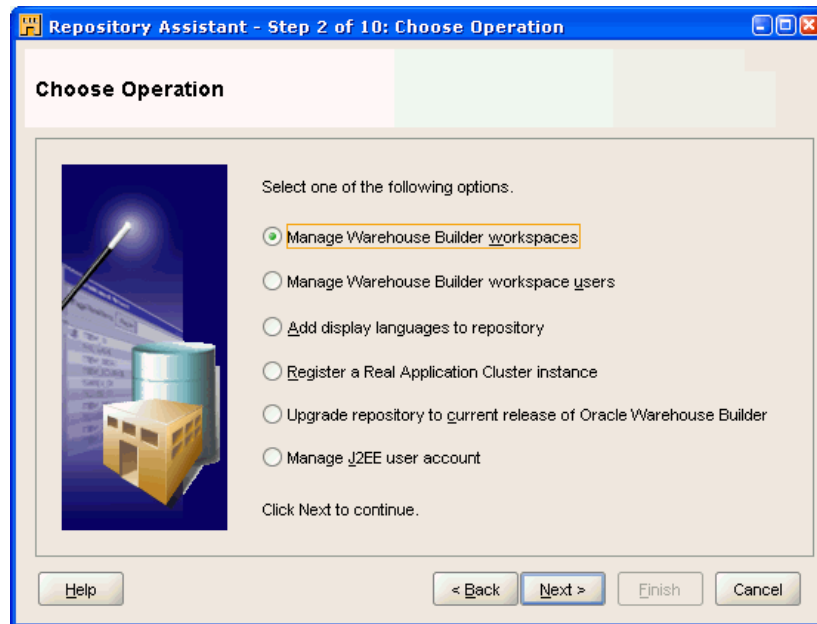 Repository Assistant - Step 2 of 10: Choose Operation
Choose Operation
Select one of the following options.
Manage Warehouse Builder workspaces
Manage Warehouse Builder workspace users
Add display languages to repository
Register a Real Application Cluster instance
Upgrade repository to current release of Oracle Warehouse Builder
Manage J2EE user account
Click Next to continue.
Help
< Back
Next >
Finish
Cancel